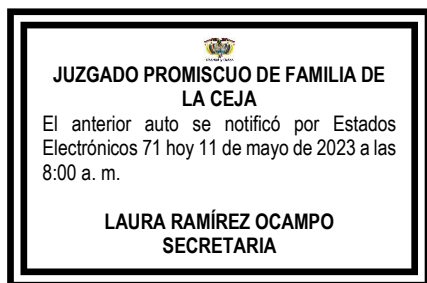 JUZGADO PROMISCUO DE FAMILIA DE
LA CEJA
El anterior auto se notificó por Estados
Electrónicos 71 hoy 11 de mayo de 2023 a las
8:00 a. m.
LAURA RAMÍREZ OCAMPO
SECRETARIA